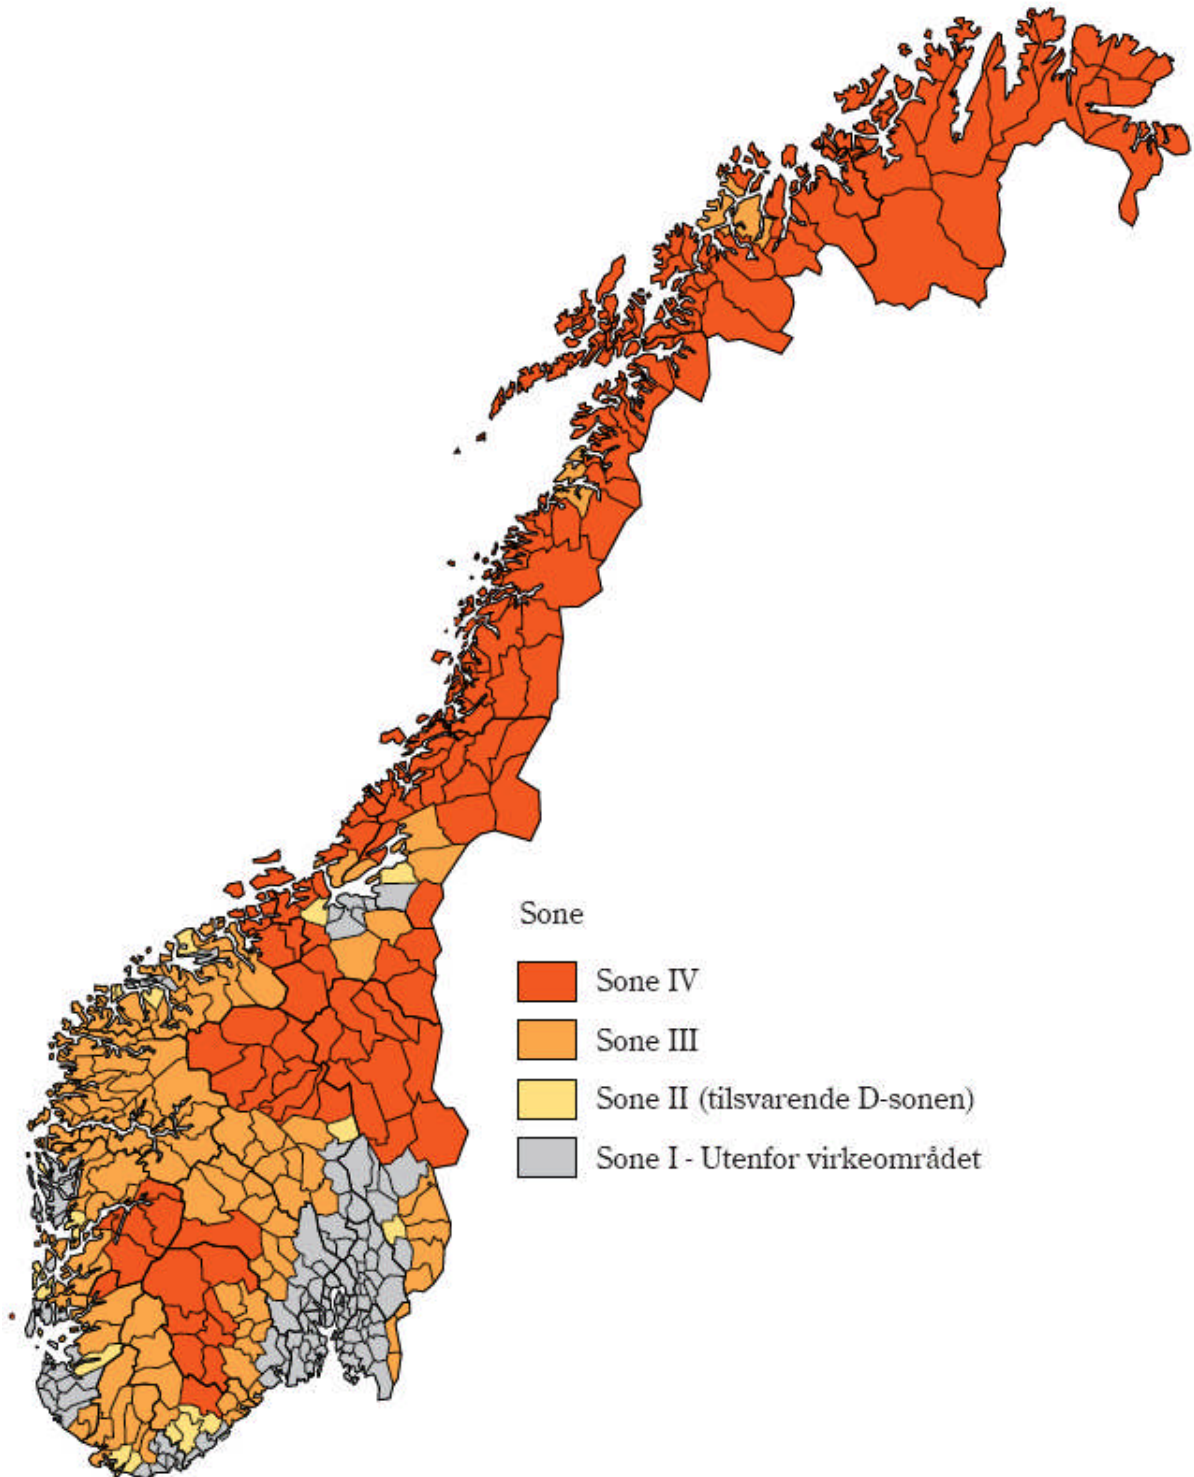 Sone
Sone IV
Sone III
Sone II (tilsvarende D-sonen)
Sone I - Utenfor virkeområdet